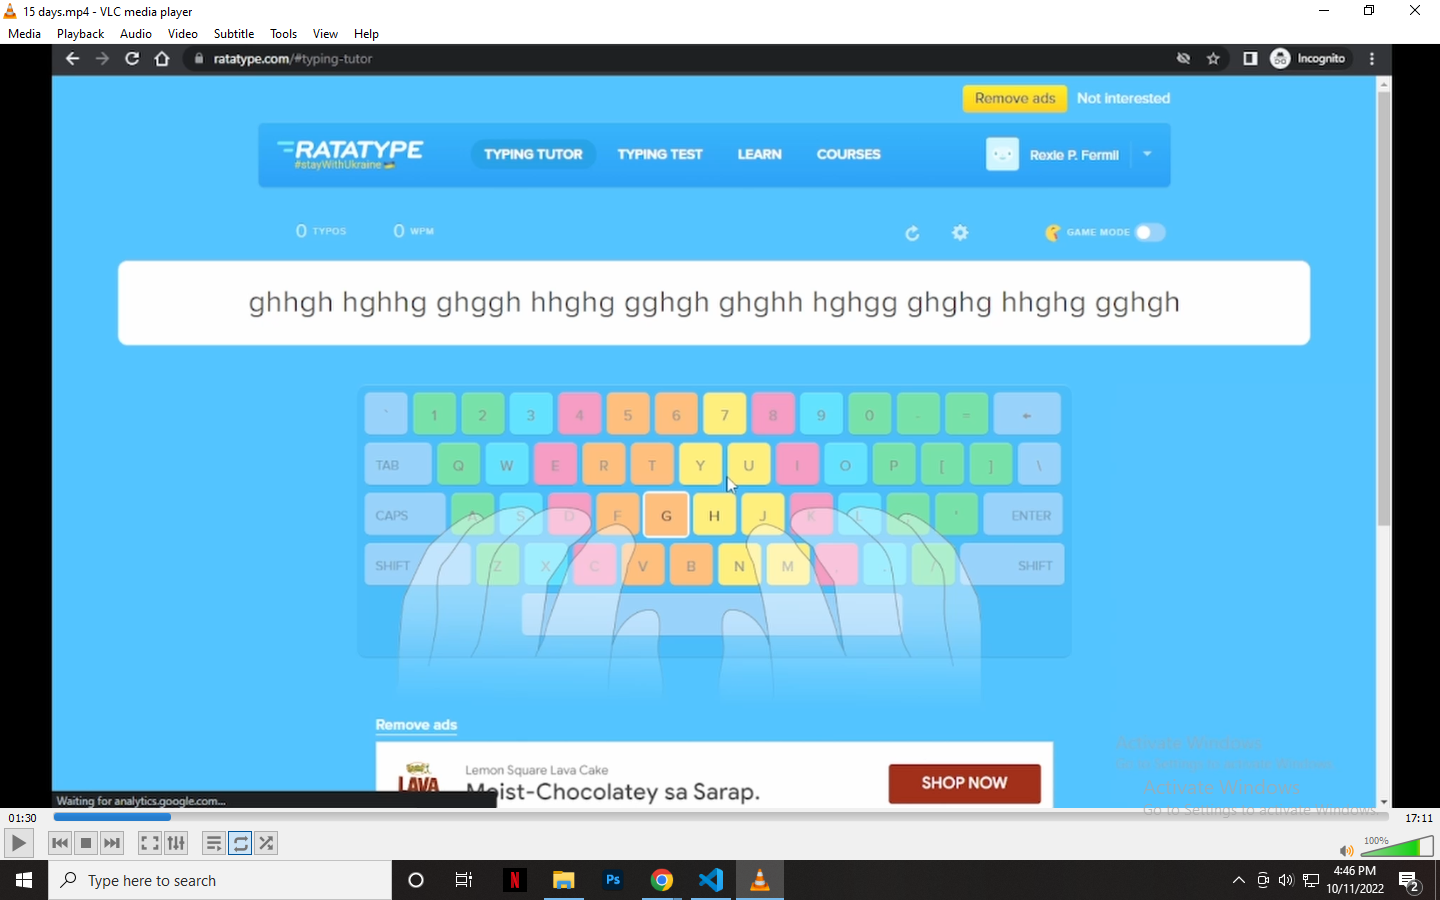 15 days.mp4 - VLC media player
Media Playback Audio Video Subtitle Tools View Help
ratatype.com/#typing-tutor
Incognito
Remove ads Not interested
RATATYPE
#stayWithUkraine
TYPING TUTOR TYPING TEST LEARN COURSES
Rexie P. Fermil
0 TYPOS 0 WPM
GAME MODE
ghhgh hghhg ghggh hhghg gghgh ghghh hghgg ghghg hhghg gghgh
` 1 2 3 4 5 6 7 8 9 0 - =
TAB Q W E R T Y U I O P [ ] \
CAPS A S D F G H J K L ; ' ENTER
SHIFT Z X C V B N M , . / SHIFT
Remove ads
LAVA
Lemon Square Lava Cake
Moist-Chocolatey sa Sarap.
SHOP NOW
Activate Windows
Go to Settings to activate Windows.
Activate Windows
Go to Settings to activate Windows.
Waiting for analytics.google.com...
01:30
17:11
100%
Type here to search
N
Ps
4:46 PM
10/11/2022
2